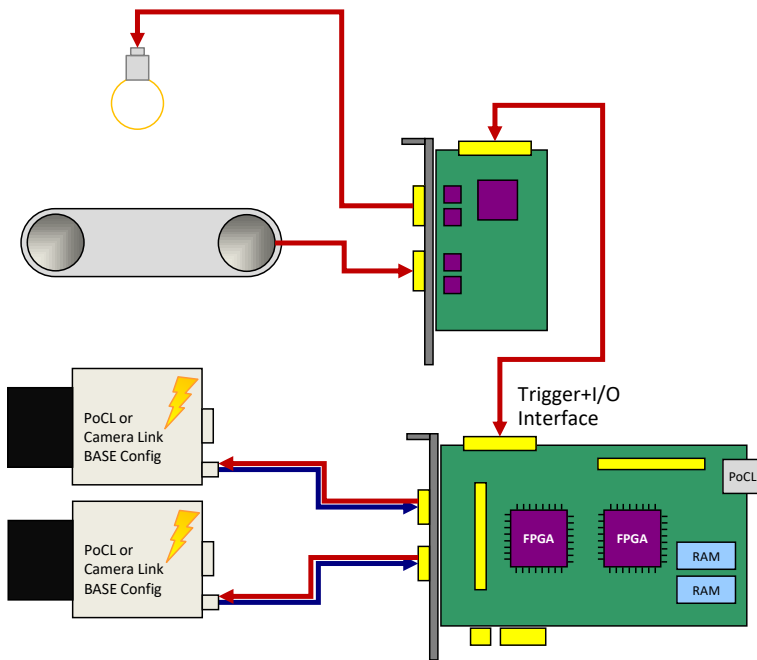 Trigger+I/O
Interface
PoCL or
Camera Link
BASE Config
PoCL
FPGA
FPGA
RAM
RAM
PoCL or
Camera Link
BASE Config